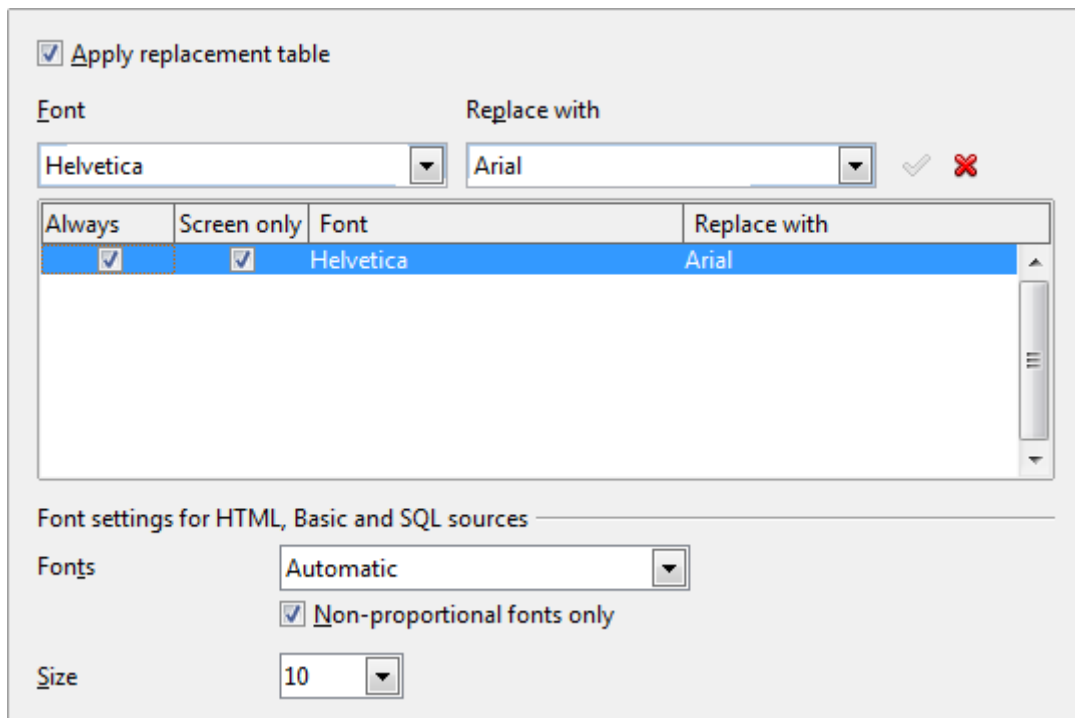 Apply replacement table
Font Replace with
Helvetica Arial
Always Screen only Font Replace with
Helvetica Arial
Font settings for HTML, Basic and SQL sources
Fonts Automatic
Non-proportional fonts only
Size 10